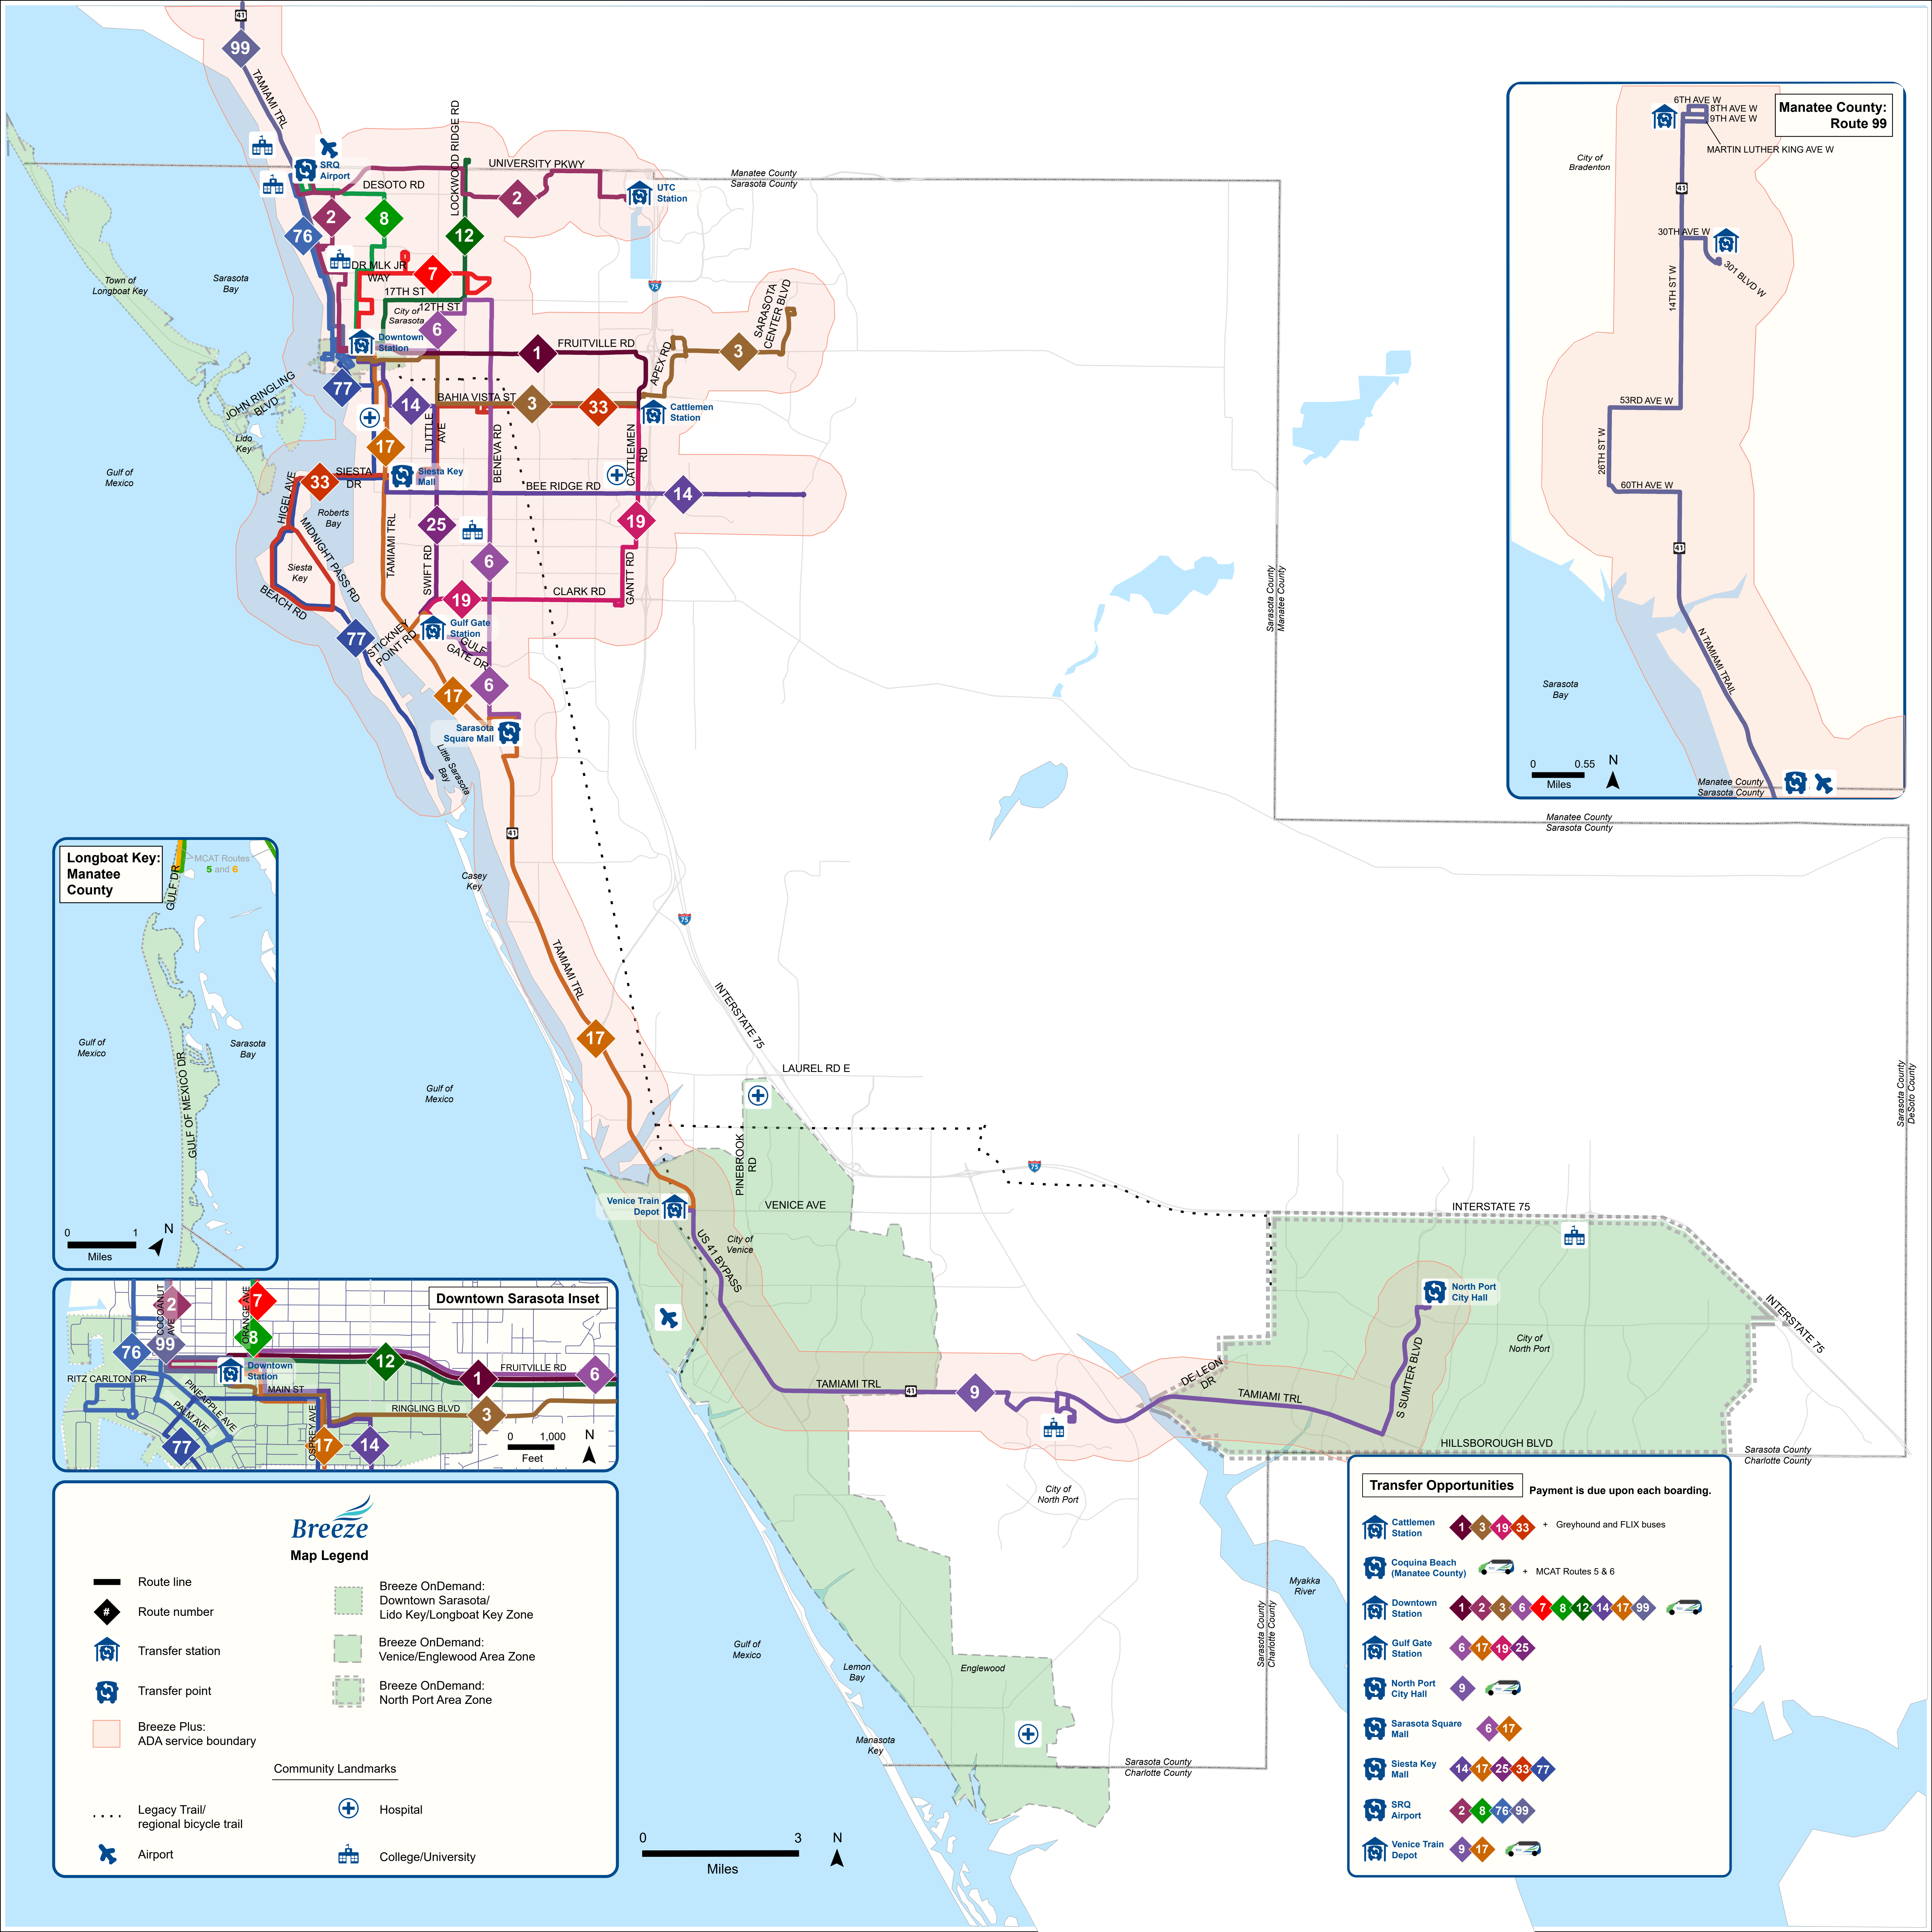 41
99
TAMIAMI TRL
SRQ
Airport
LOCKWOOD RIDGE RD
UNIVERSITY PKWY
DESOTO RD
2
8
76
12
2
UTC
Station
Manatee County
Sarasota County
DR MLK JR
WAY
7
17TH ST
12TH ST
City of
Sarasota
6
75
Town of
Longboat Key
Sarasota
Bay
Downtown
Station
1
FRUITVILLE RD
APEX RD
3
SARASOTA
CENTER BLVD
77
14
BAHIA VISTA ST
3
33
Cattlemen
Station
JOHN RINGLING
BLVD
Lido
Key
17
TUTTLE
AVE
BENEVA RD
CATTLEMEN
RD
Gulf of
Mexico
33
SIESTA
DR
Siesta Key
Mall
BEE RIDGE RD
14
HIGEL AVE
Roberts
Bay
MIDNIGHT PASS RD
TAMIAMI TRL
25
19
SWIFT RD
6
GANTT RD
Siesta
Key
BEACH RD
19
CLARK RD
77
STICKNEY
POINT RD
Gulf Gate
Station
GULF
GATE DR
17
6
Sarasota
Square Mall
Little Sarasota
Bay
41
Sarasota County
Manatee County
Manatee County
Sarasota County
Casey
Key
75
TAMIAMI TRL
INTERSTATE 75
17
Gulf of
Mexico
LAUREL RD E
PINEBROOK
RD
75
VENICE AVE
Venice Train
Depot
City of
Venice
US 41 BYPASS
Sarasota County
DeSoto County
INTERSTATE 75
INTERSTATE 75
North Port
City Hall
City of
North Port
S SUMTER BLVD
DE LEON
DR
TAMIAMI TRL
41
9
TAMIAMI TRL
HILLSBOROUGH BLVD
Sarasota County
Charlotte County
City of
North Port
Myakka
River
Sarasota County
Charlotte County
Gulf of
Mexico
Lemon
Bay
Englewood
Manasota
Key
Sarasota County
Charlotte County
0
3
Miles
N
Manatee County:
Route 99
6TH AVE W
8TH AVE W
9TH AVE W
MARTIN LUTHER KING AVE W
City of
Bradenton
41
30TH AVE W
301 BLVD W
14TH ST W
53RD AVE W
26TH ST W
60TH AVE W
41
N TAMIAMI TRAIL
Sarasota
Bay
0
0.55
Miles
N
Manatee County
Sarasota County
Longboat Key:
Manatee
County
MCAT Routes
5 and 6
GULF DR
Gulf of
Mexico
Sarasota
Bay
GULF OF MEXICO DR
0
1
Miles
N
Downtown Sarasota Inset
COCOANUT
AVE
2
ORANGE AVE
7
76
99
8
12
Downtown
Station
1
FRUITVILLE RD
6
RITZ CARLTON DR
PINEAPPLE AVE
MAIN ST
PALM AVE
RINGLING BLVD
3
OSPREY AVE
77
17
14
0
1,000
Feet
N
Breeze
Map Legend
Route line
#
Route number
Transfer station
Transfer point
Breeze Plus:
ADA service boundary
Breeze OnDemand:
Downtown Sarasota/
Lido Key/Longboat Key Zone
Breeze OnDemand:
Venice/Englewood Area Zone
Breeze OnDemand:
North Port Area Zone
Community Landmarks
Legacy Trail/
regional bicycle trail
Hospital
Airport
College/University
Transfer Opportunities
Payment is due upon each boarding.
Cattlemen
Station
1 3 19 33 + Greyhound and FLIX buses
Coquina Beach
(Manatee County)
+ MCAT Routes 5 & 6
Downtown
Station
1 2 3 6 7 8 12 14 17 99
Gulf Gate
Station
6 17 19 25
North Port
City Hall
9
Sarasota Square
Mall
6 17
Siesta Key
Mall
14 17 25 33 77
SRQ
Airport
2 8 76 99
Venice Train
Depot
9 17